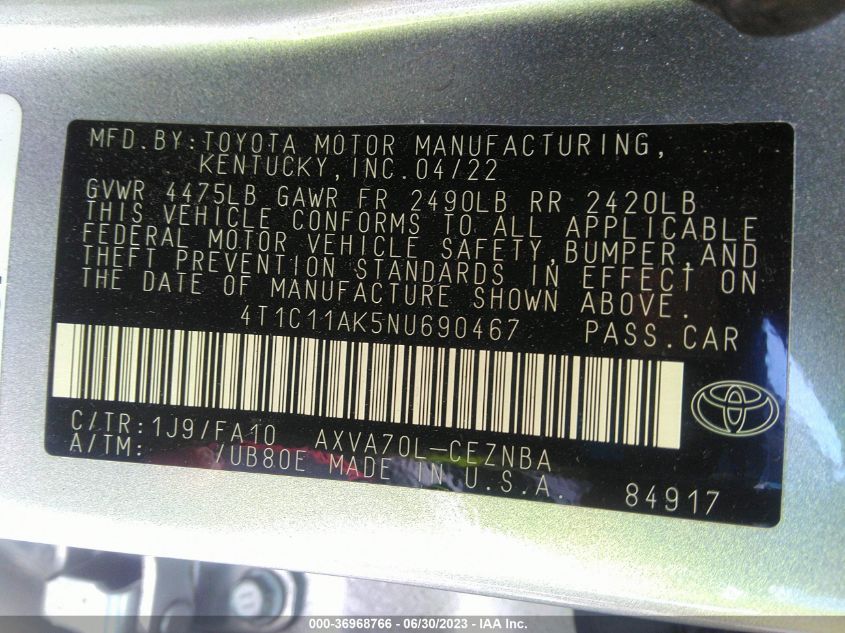 MFD.BY:TOYOTA MOTOR MANUFACTURING,
KENTUCKY,INC.04/22
GVWR 4475LB GAWR FR 2490LB RR 2420LB
THIS VEHICLE CONFORMS TO ALL APPLICABLE
FEDERAL MOTOR VEHICLE SAFETY,BUMPER,AND
THEFT PREVENTION STANDARDS IN EFFECT ON
THE DATE OF MANUFACTURE SHOWN ABOVE.
4T1C11AK5NU690467 PASS.CAR
C/TR:1J9/FA10 AXVA70L-CEZNBA
A/TM: /UB80E MADE IN U.S.A.
84917
000-36968766 - 06/30/2023 - IAA Inc.